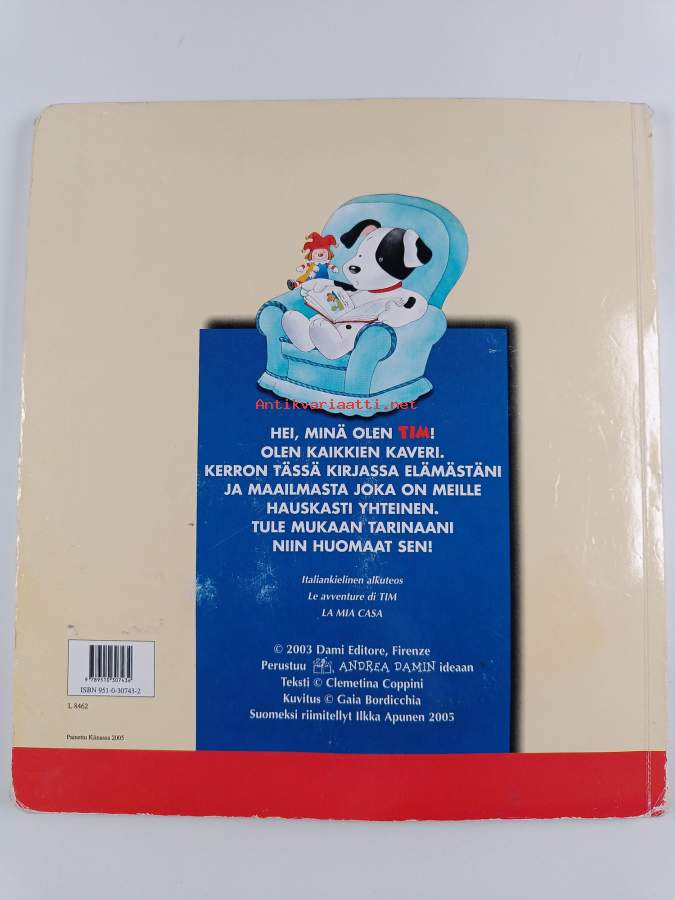 Antikvariaatti.net
HEI, MINÄ OLEN TIM!
OLEN KAIKKIEN KAVERI.
KERRON TÄSSÄ KIRJASSA ELÄMÄSTÄNI
JA MAAILMASTA JOKA ON MEILLE
HAUSKASTI YHTEINEN.
TULE MUKAAN TARINAANI
NIIN HUOMAAT SEN!
Italiankielinen alkuteos
Le avventure di TIM
LA MIA CASA
© 2003 Dami Editore, Firenze
Perustuu ANDREA DAMIN ideaan
Teksti © Clemetina Coppini
Kuvitus © Gaia Bordicchia
Suomeksi riimitellyt Ilkka Apunen 2005
9 789510 307434
ISBN 951-0-30743-2
L 8462
Painettu Kiinassa 2005